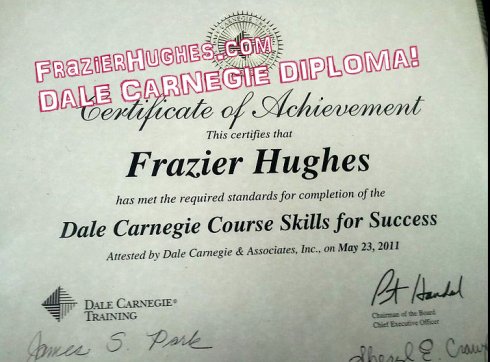 FrazierHughes.com
Dale Carnegie Diploma!
Certificate of Achievement
This certifies that
Frazier Hughes
has met the required standards for completion of the
Dale Carnegie Course Skills for Success
Attested by Dale Carnegie & Associates, Inc., on May 23, 2011
DALE CARNEGIE®
TRAINING
Chairman of the Board
Chief Executive Officer
James S. Park